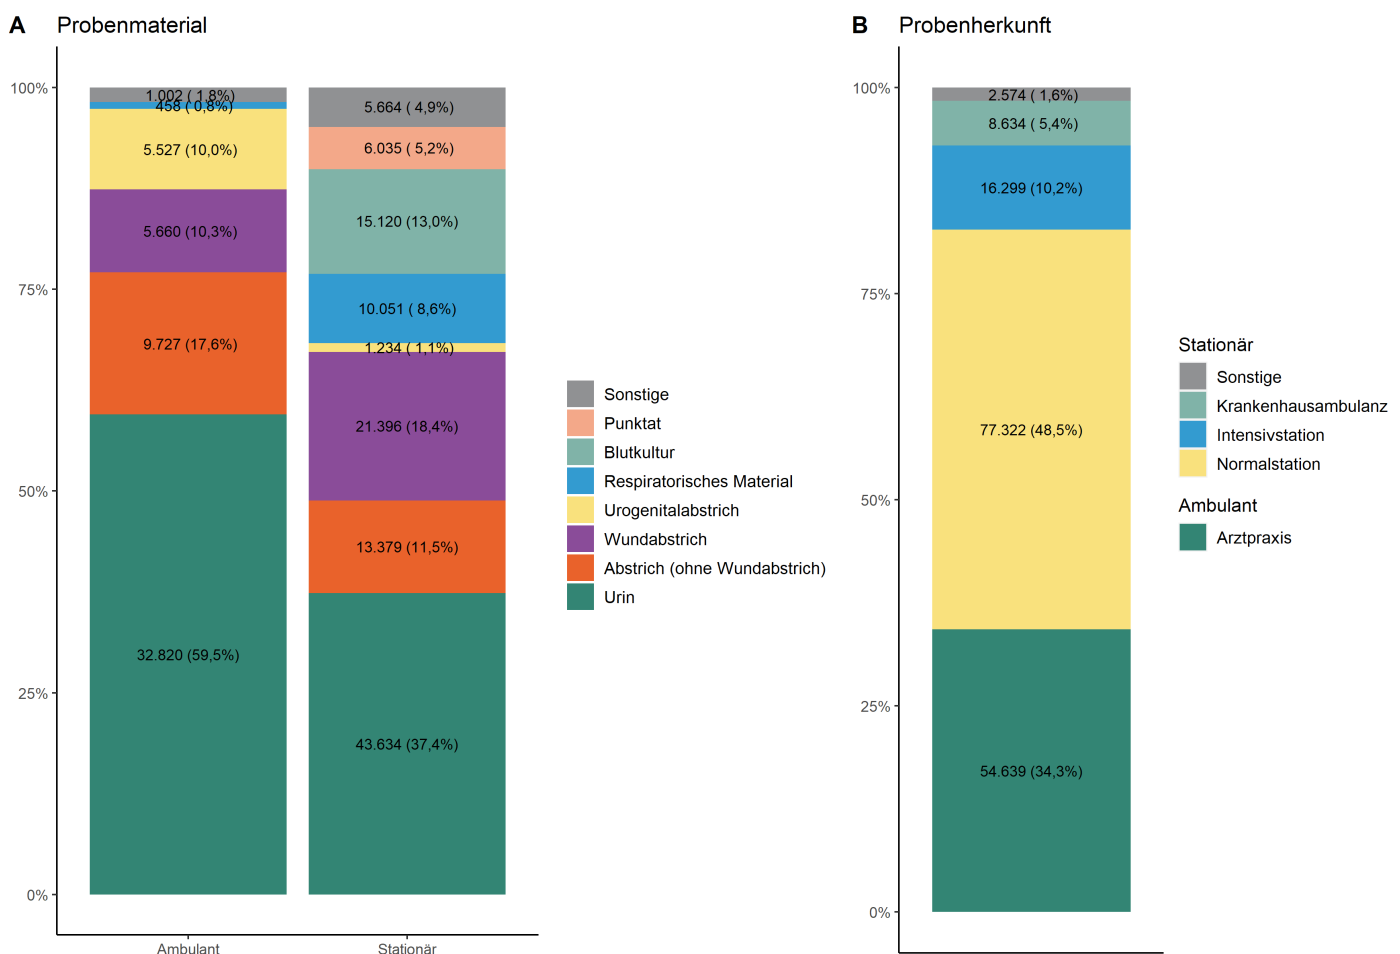 A Probenmaterial
100%
75%
50%
25%
0%
1.002 ( 1,8%)
458 ( 0,8%)
5.527 (10,0%)
5.660 (10,3%)
9.727 (17,6%)
32.820 (59,5%)
5.664 ( 4,9%)
6.035 ( 5,2%)
15.120 (13,0%)
10.051 ( 8,6%)
1.234 ( 1,1%)
21.396 (18,4%)
13.379 (11,5%)
43.634 (37,4%)
Ambulant
Stationär
Sonstige
Punktat
Blutkultur
Respiratorisches Material
Urogenitalabstrich
Wundabstrich
Abstrich (ohne Wundabstrich)
Urin
B Probenherkunft
100%
75%
50%
25%
0%
2.574 ( 1,6%)
8.634 ( 5,4%)
16.299 (10,2%)
77.322 (48,5%)
54.639 (34,3%)
Stationär
Sonstige
Krankenhausambulanz
Intensivstation
Normalstation
Ambulant
Arztpraxis